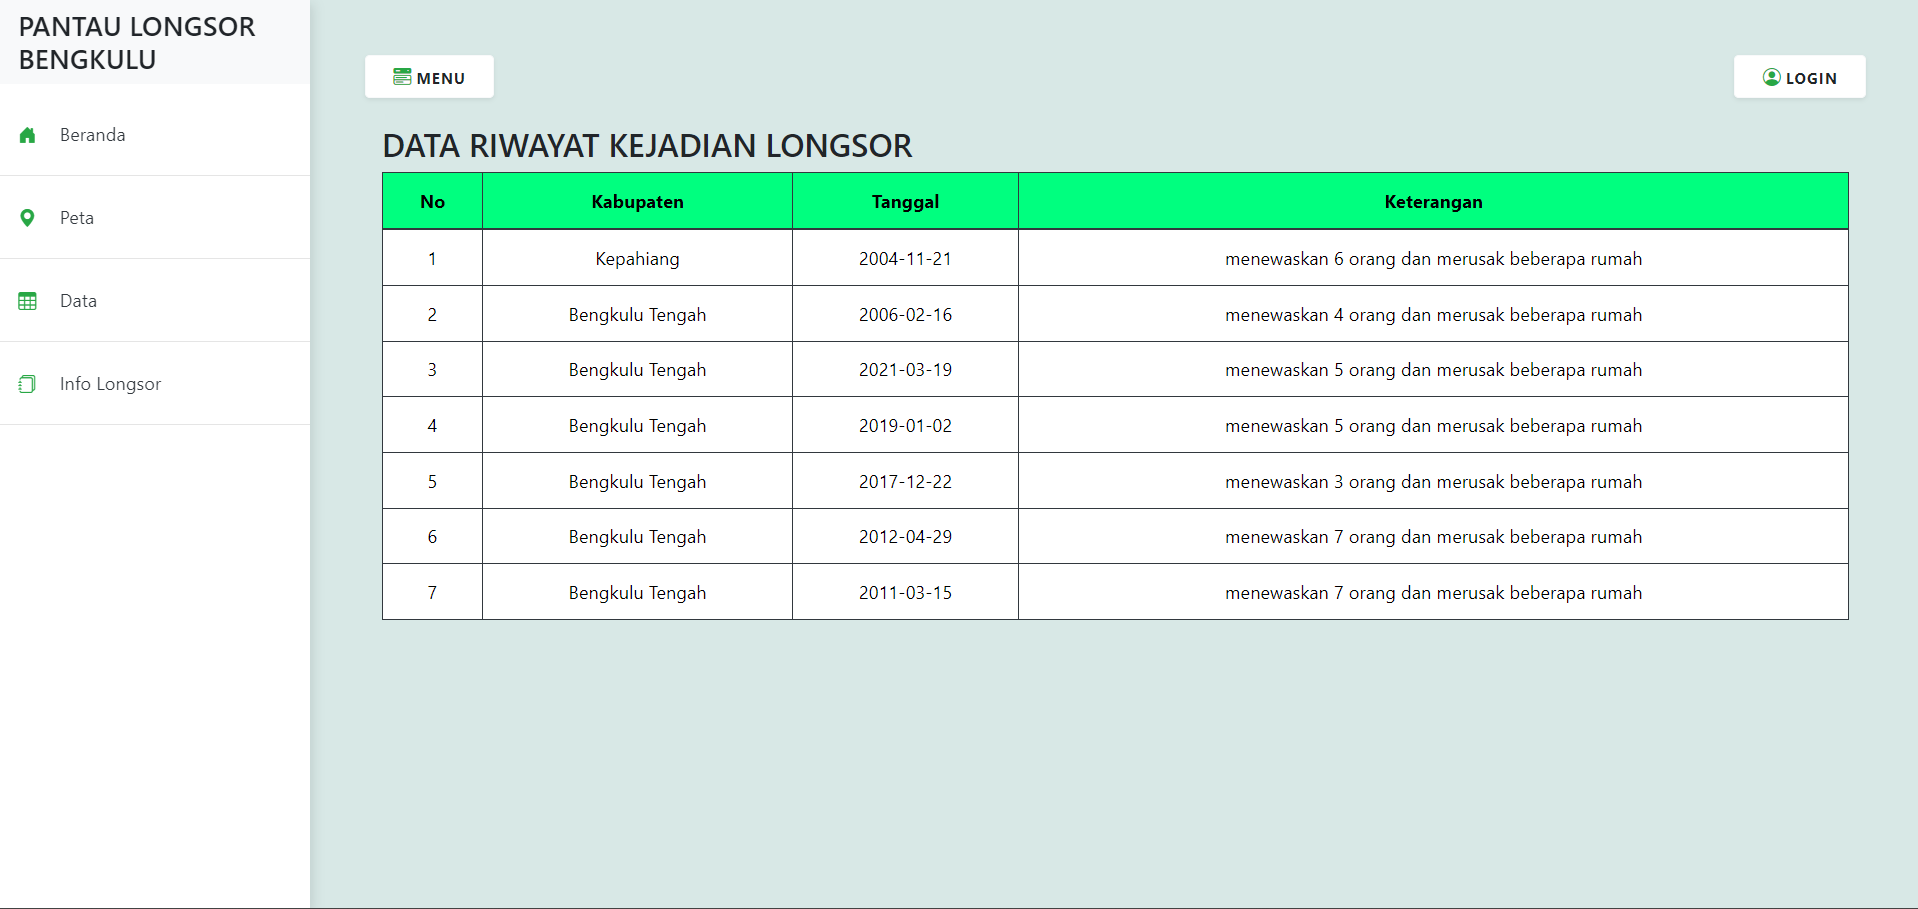 PANTAU LONGSOR
BENGKULU
Beranda
Peta
Data
Info Longsor
MENU
LOGIN
DATA RIWAYAT KEJADIAN LONGSOR
No Kabupaten Tanggal Keterangan
1 Kepahiang 2004-11-21 menewaskan 6 orang dan merusak beberapa rumah
2 Bengkulu Tengah 2006-02-16 menewaskan 4 orang dan merusak beberapa rumah
3 Bengkulu Tengah 2021-03-19 menewaskan 5 orang dan merusak beberapa rumah
4 Bengkulu Tengah 2019-01-02 menewaskan 5 orang dan merusak beberapa rumah
5 Bengkulu Tengah 2017-12-22 menewaskan 3 orang dan merusak beberapa rumah
6 Bengkulu Tengah 2012-04-29 menewaskan 7 orang dan merusak beberapa rumah
7 Bengkulu Tengah 2011-03-15 menewaskan 7 orang dan merusak beberapa rumah